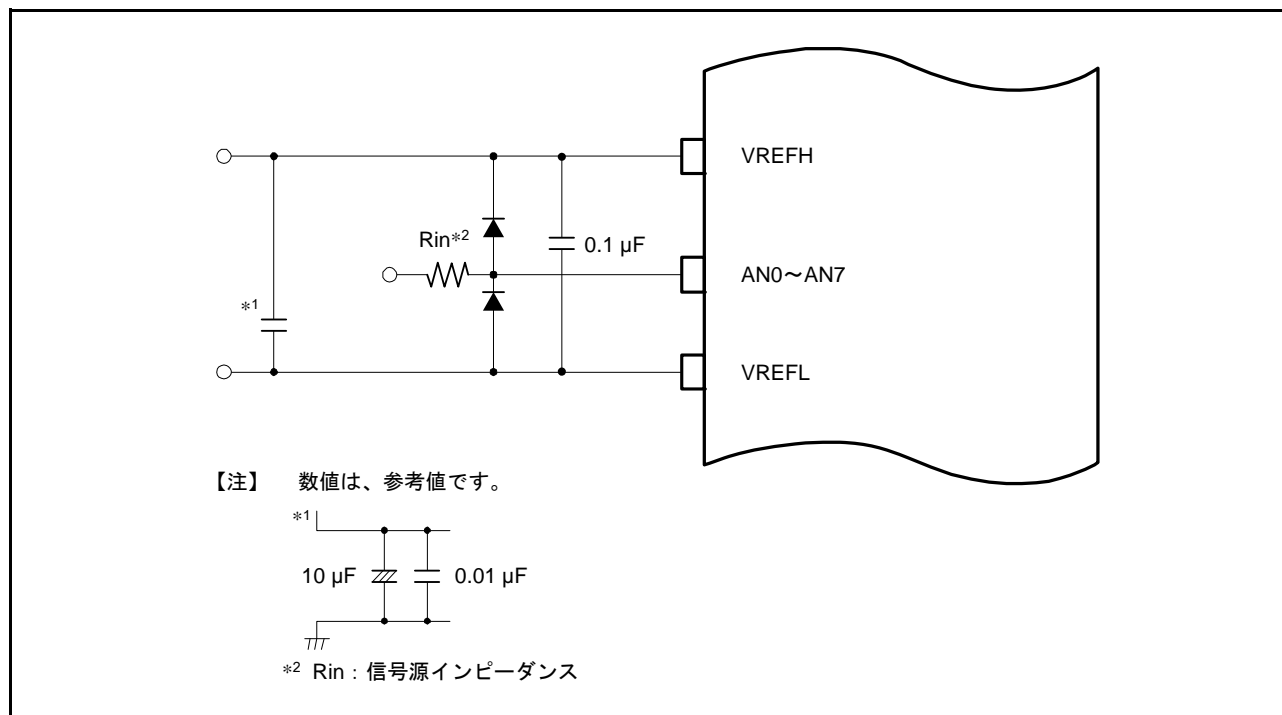 VREFH
Rin*2
0.1 µF
AN0〜AN7
*1
VREFL
【注】 数値は、参考値です。
*1
10 µF
0.01 µF
*2 Rin : 信号源インピーダンス